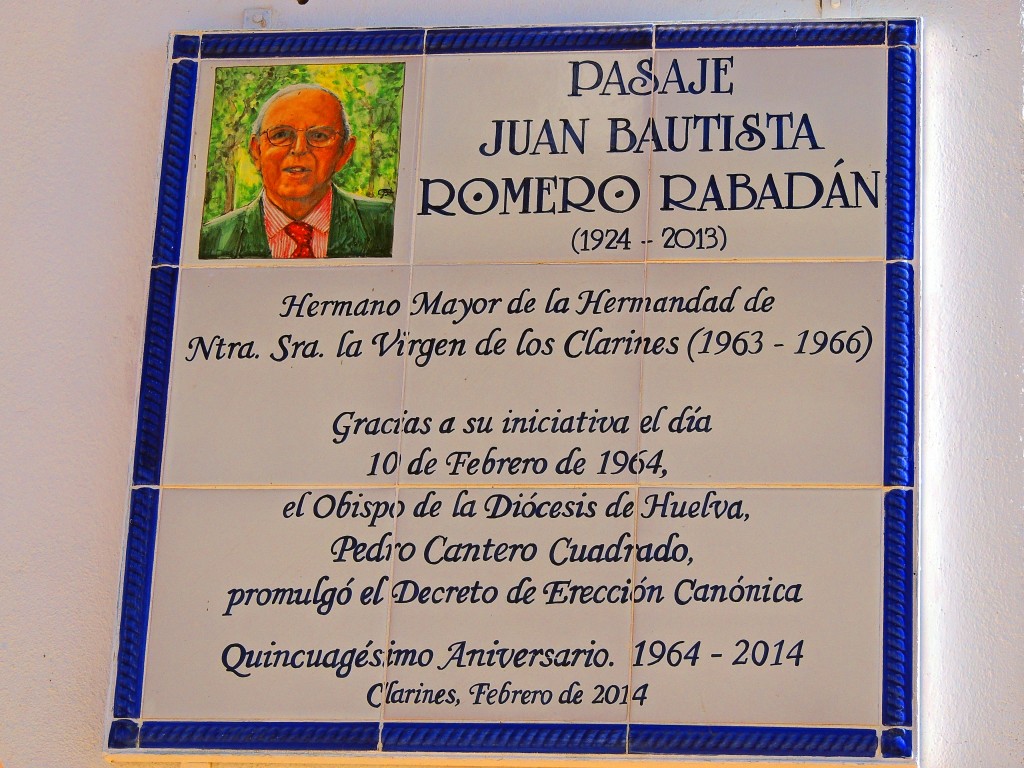 PASAJE
JUAN BAUTISTA
ROMERO RABADÁN
(1924 - 2013)
Hermano Mayor de la Hermandad de
Ntra. Sra. la Virgen de los Clarines (1963 - 1966)
Gracias a su iniciativa el día
10 de Febrero de 1964,
el Obispo de la Diócesis de Huelva,
Pedro Cantero Cuadrado,
promulgó el Decreto de Erección Canónica
Quincuagésimo Aniversario. 1964 - 2014
Clarines, Febrero de 2014